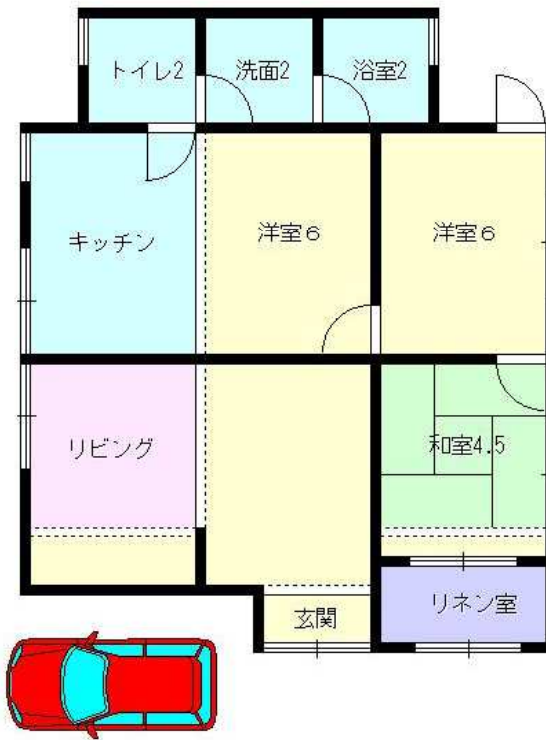 トイレ2
洗面2
浴室2
キッチン
洋室６
洋室６
リビング
和室4.5
玄関
リネン室